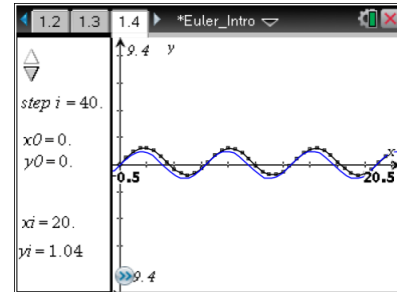 1.2 1.3 1.4 *Euler_Intro
9.4 y
step i = 40.
x0 = 0.
y0 = 0.
x
0.5 20.5
xi = 20.
yi = 1.04
9.4